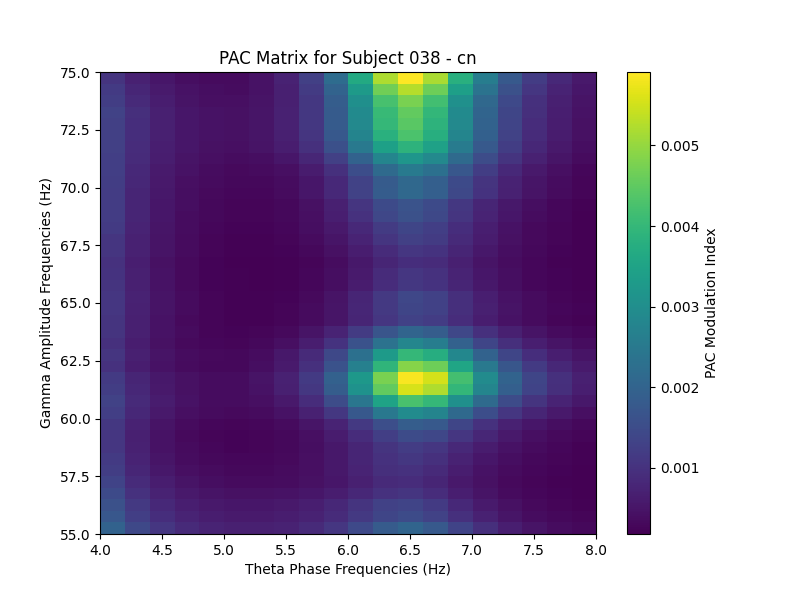 PAC Matrix for Subject 038 - cn
75.0
72.5
70.0
67.5
65.0
62.5
60.0
57.5
55.0
Gamma Amplitude Frequencies (Hz)
4.0 4.5 5.0 5.5 6.0 6.5 7.0 7.5 8.0
Theta Phase Frequencies (Hz)
0.005
0.004
0.003
0.002
0.001
PAC Modulation Index